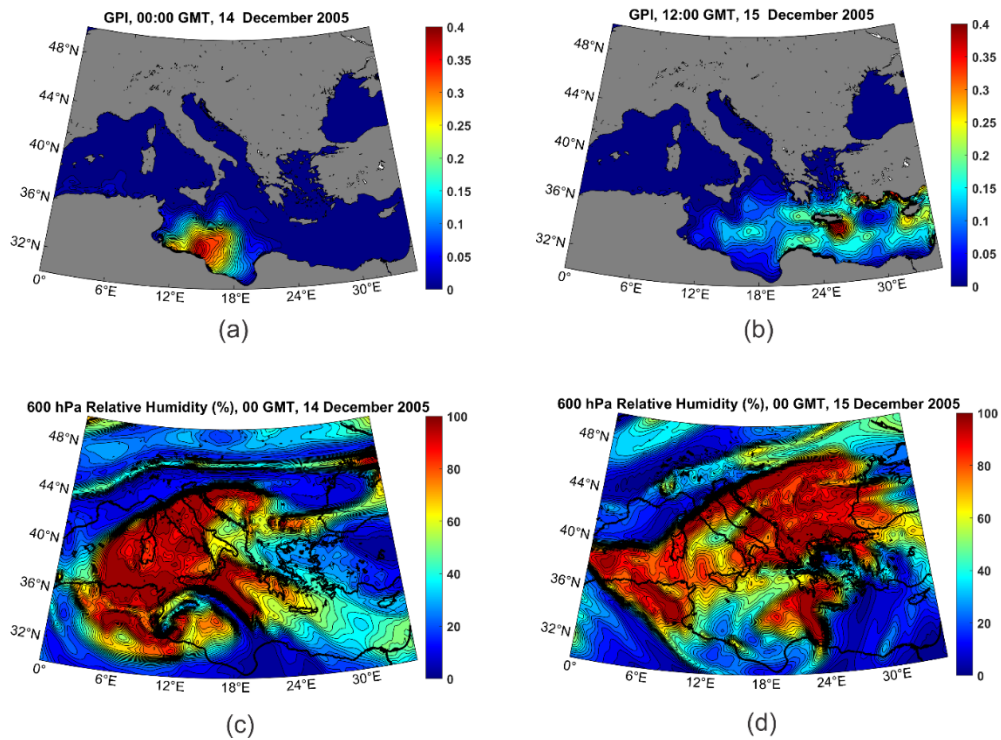 GPI, 00:00 GMT, 14 December 2005
48°N
44°N
40°N
36°N
32°N
0°
6°E
12°E
18°E
24°E
30°E
0.4
0.35
0.3
0.25
0.2
0.15
0.1
0.05
0
(a)
GPI, 12:00 GMT, 15 December 2005
48°N
44°N
40°N
36°N
32°N
0°
6°E
12°E
18°E
24°E
30°E
0.4
0.35
0.3
0.25
0.2
0.15
0.1
0.05
0
(b)
600 hPa Relative Humidity (%), 00 GMT, 14 December 2005
48°N
44°N
40°N
36°N
32°N
0°
6°E
12°E
18°E
24°E
30°E
100
80
60
40
20
0
(c)
600 hPa Relative Humidity (%), 00 GMT, 15 December 2005
48°N
44°N
40°N
36°N
32°N
0°
6°E
12°E
18°E
24°E
30°E
100
80
60
40
20
0
(d)